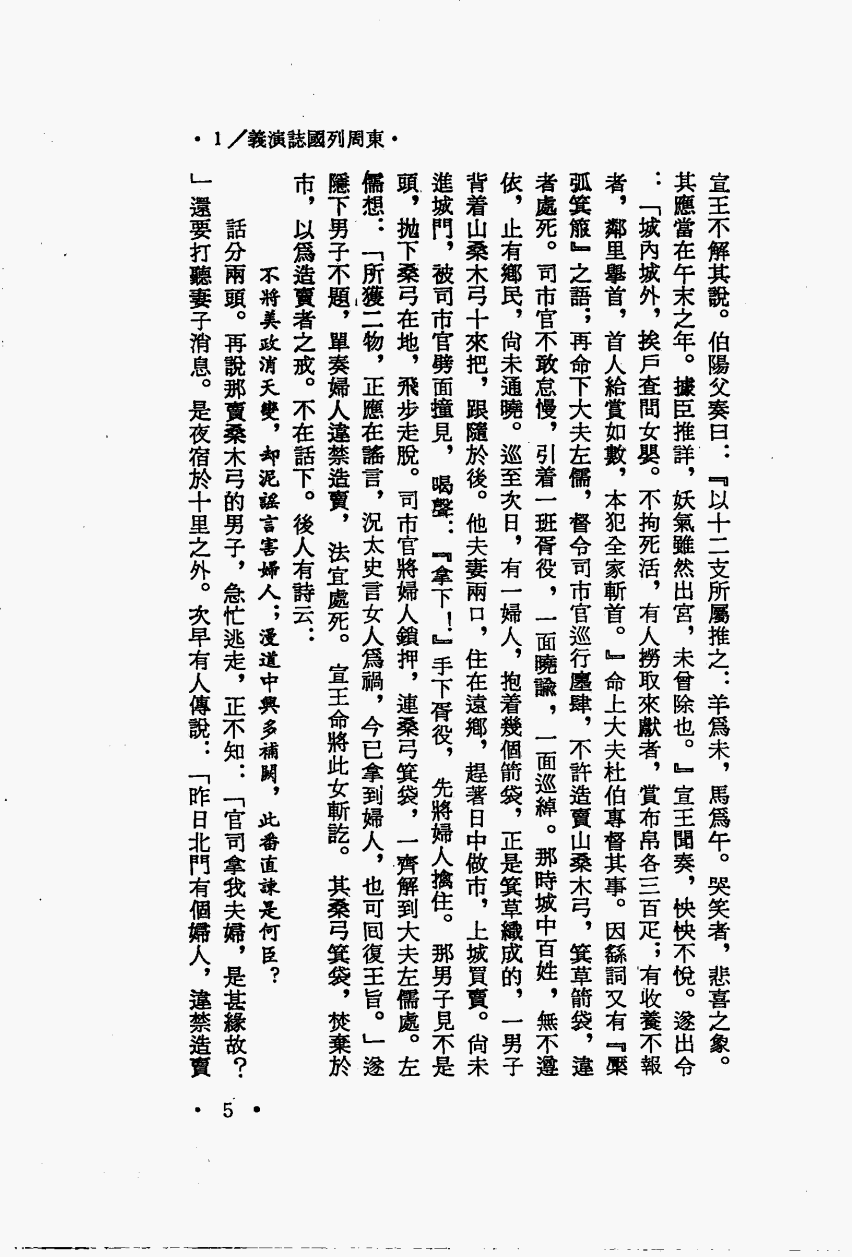 •東周列國誌演義／1•
宣王不解其說。伯陽父奏曰：『以十二支所屬推之：羊爲未，馬爲午。哭笑者，悲喜之象。
其應當在午未之年。據臣推詳，妖氣雖然出宮，未曾除也。』宣王聞奏，怏怏不悅。遂出令
：「城內城外，挨戶查問女嬰。不拘死活，有人撈取來獻者，賞布帛各三百疋；有收養不報
者，鄰里舉首，首人給賞如數，本犯全家斬首。』命上大夫杜伯專督其事。因繇詞又有『檿
弧箕箙』之語；再命下大夫左儒，督令司市官巡行廛肆，不許造賣山桑木弓，箕草箭袋，違
者處死。司市官不敢怠慢，引着一班胥役，一面曉諭，一面巡綽。那時城中百姓，無不遵
依，止有鄉民，尙未通曉。巡至次日，有一婦人，抱着幾個箭袋，正是箕草織成的，一男子
背着山桑木弓十來把，跟隨於後。他夫妻兩口，住在遠鄉，趕著日中做市，上城買賣。尙未
進城門，被司市官劈面撞見，喝聲：『拿下！』手下胥役，先將婦人擒住。那男子見不是
頭，抛下桑弓在地，飛步走脫。司市官將婦人鎖押，連桑弓箕袋，一齊解到大夫左儒處。左
儒想：「所獲二物，正應在謠言，況太史言女人爲禍，今已拿到婦人，也可回復王旨。」遂
隱下男子不題，單奏婦人違禁造賣，法宜處死。宣王命將此女斬訖。其桑弓箕袋，焚棄於
市，以爲造賣者之戒。不在話下。後人有詩云：
不將美政消天變，却泥謠言害婦人；漫道中興多補闕，此番直諫是何臣？
話分兩頭。再說那賣桑木弓的男子，急忙逃走，正不知：「官司拿我夫婦，是甚緣故？
」還要打聽妻子消息。是夜宿於十里之外。次早有人傳說：「昨日北門有個婦人，違禁造賣
• 5 •